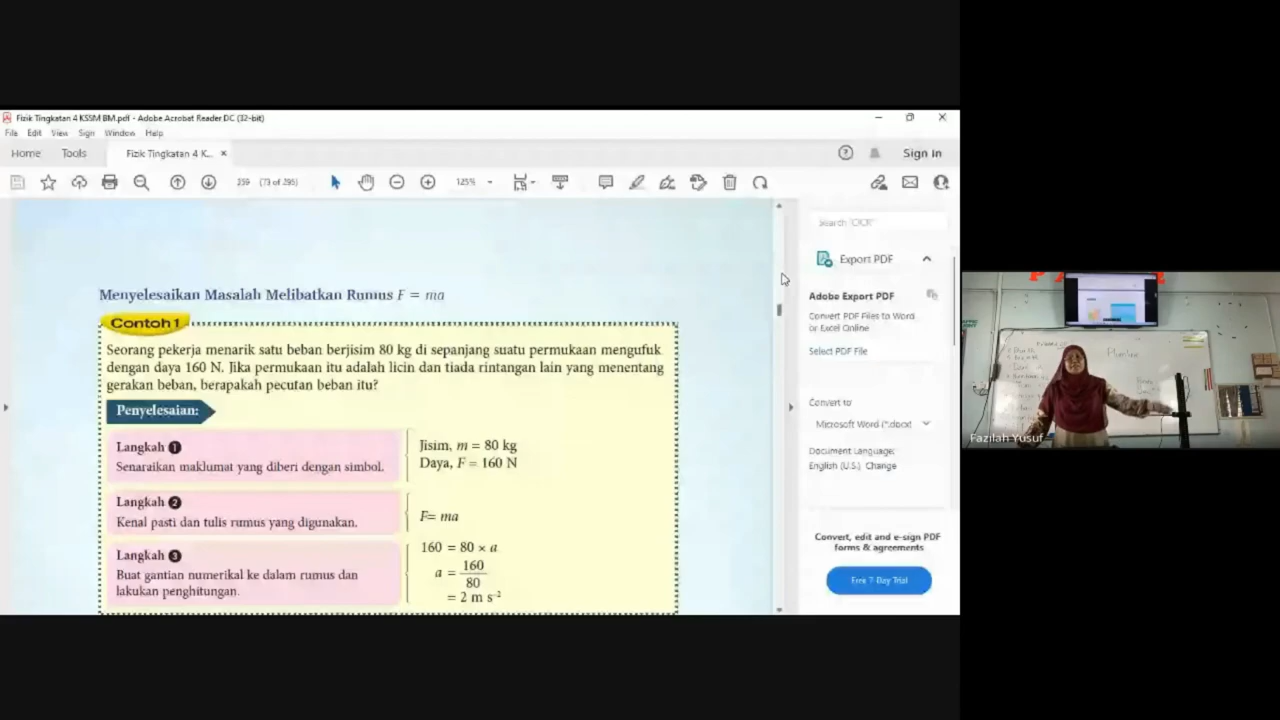 Fizik Tingkatan 4 KSSM BM.pdf - Adobe Acrobat Reader DC (32-bit)
File Edit View Sign Window Help
Home Tools Fizik Tingkatan 4 K... × Sign In
259 (73 of 295) 125%
Menyelesaikan Masalah Melibatkan Rumus F = ma
Contoh 1
Seorang pekerja menarik satu beban berjisim 80 kg di sepanjang suatu permukaan mengufuk
dengan daya 160 N. Jika permukaan itu adalah licin dan tiada rintangan lain yang menentang
gerakan beban, berapakah pecutan beban itu?
Penyelesaian:
Langkah 1
Senaraikan maklumat yang diberi dengan simbol.
Jisim, m = 80 kg
Daya, F = 160 N
Langkah 2
Kenal pasti dan tulis rumus yang digunakan.
F= ma
Langkah 3
Buat gantian numerikal ke dalam rumus dan
lakukan penghitungan.
160 = 80 × a
a = 160
80
= 2 m s⁻²
Export PDF
Adobe Export PDF
Convert PDF Files to Word
or Excel Online
Select PDF File
Convert to
Microsoft Word (*.docx)
Document Language:
English (U.S.) Change
Convert, edit and e-sign PDF
forms & agreements
Free 7-Day Trial
Fazilah Yusuf